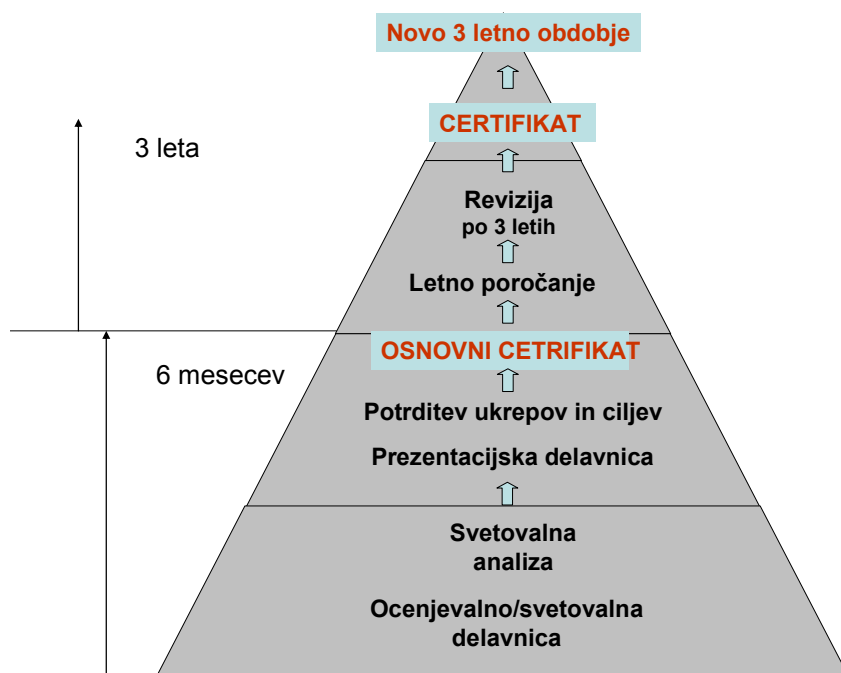 Novo 3 letno obdobje
CERTIFIKAT
3 leta
Revizija
po 3 letih
Letno poročanje
OSNOVNI CETRIFIKAT
6 mesecev
Potrditev ukrepov in ciljev
Prezentacijska delavnica
Svetovalna
analiza
Ocenjevalno/svetovalna
delavnica